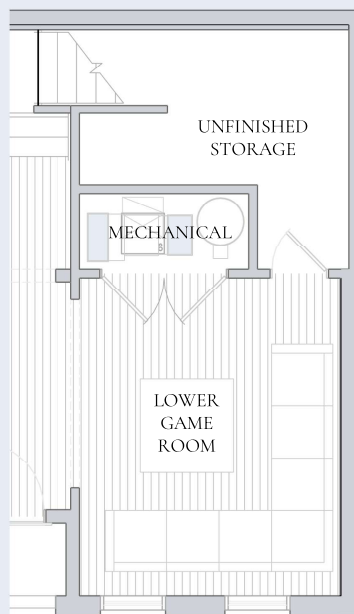 UNFINISHED
STORAGE
MECHANICAL
LOWER
GAME
ROOM